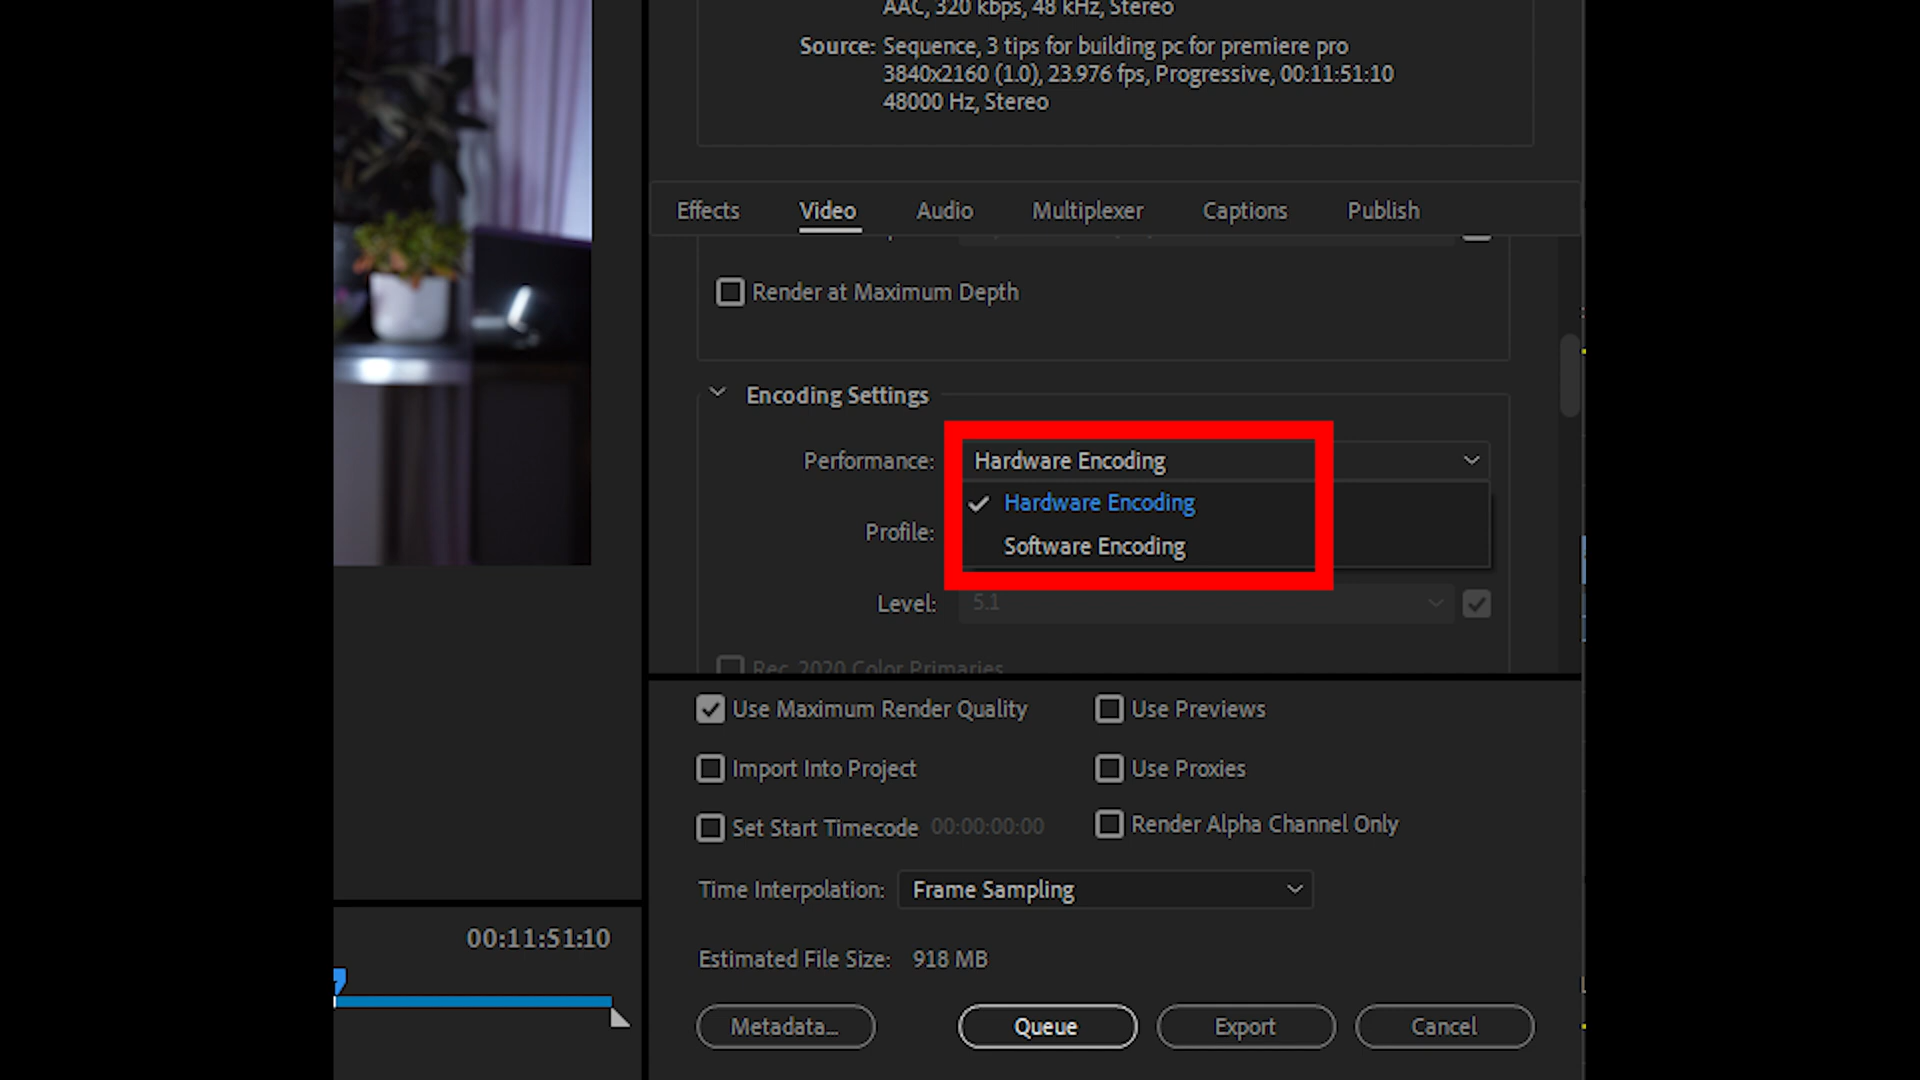 AAC, 320 kbps, 48 kHz, Stereo
Source: Sequence, 3 tips for building pc for premiere pro
3840x2160 (1.0), 23.976 fps, Progressive, 00:11:51:10
48000 Hz, Stereo
Effects Video Audio Multiplexer Captions Publish
Render at Maximum Depth
Encoding Settings
Performance: Hardware Encoding
Hardware Encoding
Profile:
Software Encoding
Level: 5.1
Rec. 2020 Color Primaries
Use Maximum Render Quality Use Previews
Import Into Project Use Proxies
Set Start Timecode 00:00:00:00 Render Alpha Channel Only
Time Interpolation: Frame Sampling
00:11:51:10
Estimated File Size: 918 MB
Metadata... Queue Export Cancel